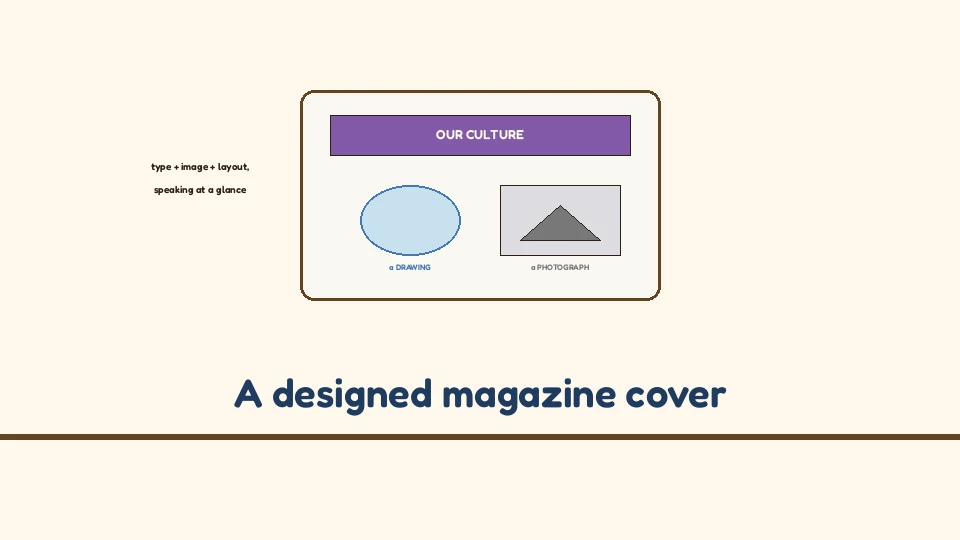 OUR CULTURE
type + image + layout,
speaking at a glance
a DRAWING
a PHOTOGRAPH
A designed magazine cover